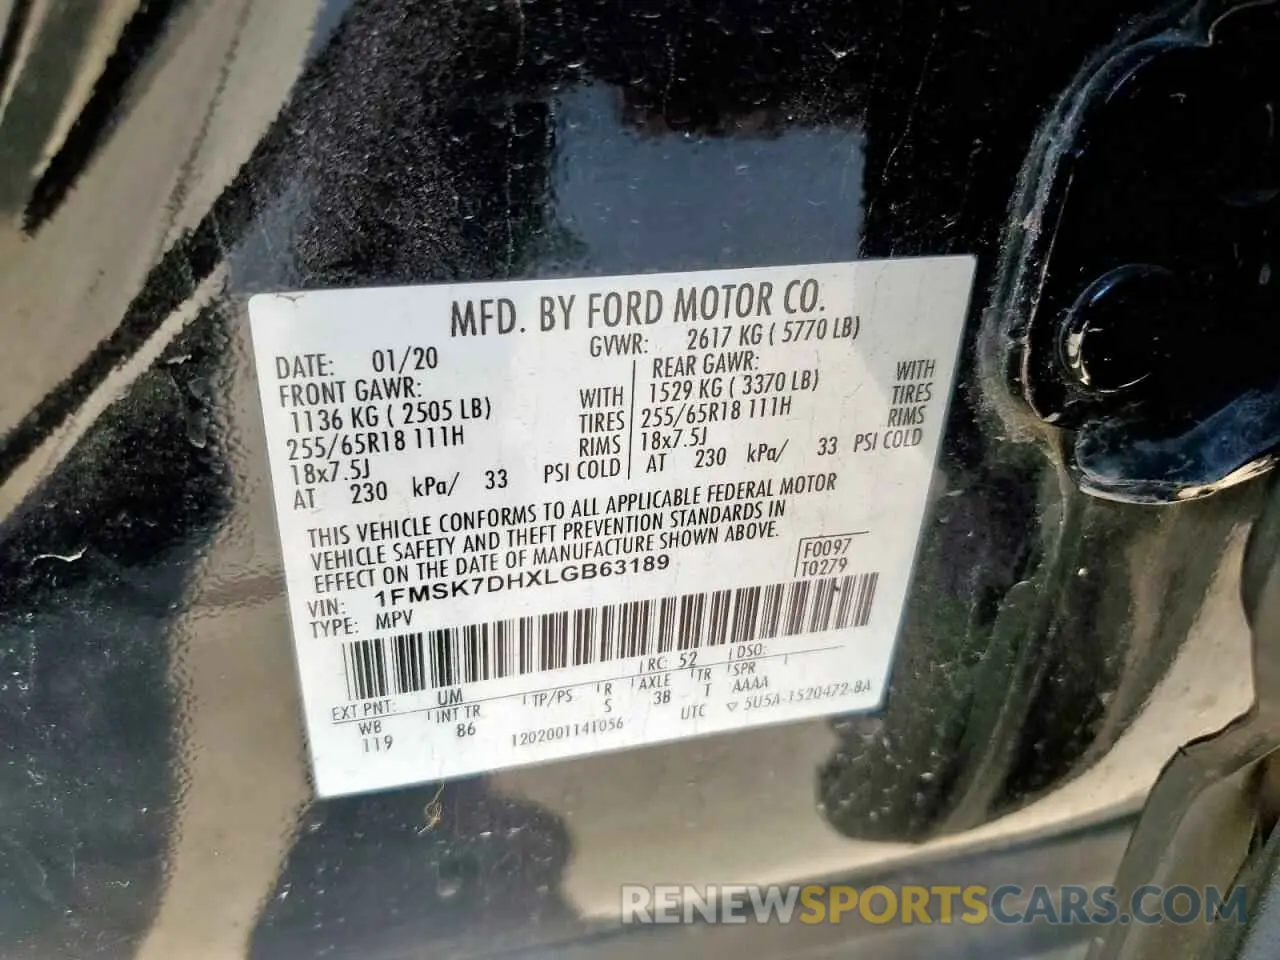 MFD. BY FORD MOTOR CO.
DATE: 01/20
GVWR: 2617 KG ( 5770 LB)
FRONT GAWR:
1136 KG ( 2505 LB)
WITH
255/65R18 111H
TIRES
18x7.5J
RIMS
AT 230 kPa/ 33 PSI COLD
REAR GAWR:
1529 KG ( 3370 LB)
WITH
255/65R18 111H
TIRES
18x7.5J
RIMS
AT 230 kPa/ 33 PSI COLD
THIS VEHICLE CONFORMS TO ALL APPLICABLE FEDERAL MOTOR
VEHICLE SAFETY AND THEFT PREVENTION STANDARDS IN
EFFECT ON THE DATE OF MANUFACTURE SHOWN ABOVE.
VIN: 1FMSK7DHXLGB63189
F0097
T0279
TYPE: MPV
EXT PNT: UM RC: 52 DSO:
WB INT TR TP/PS R AXLE TR SPR
119 86 S 3B T AAAA
1202001141056 UTC ▽ 5U5A-1520472-BA
RENEWSPORTSCARS.COM